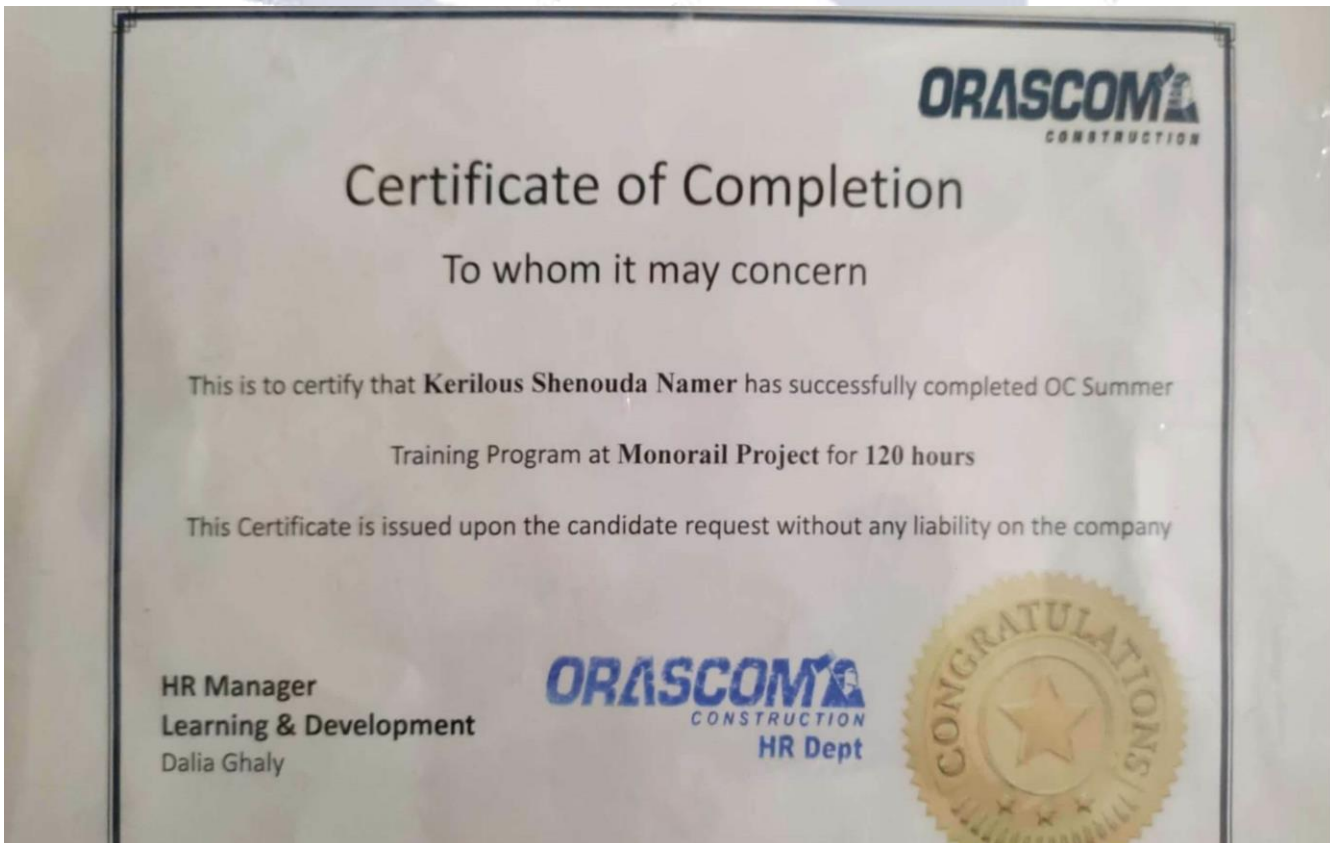 ORASCOM
CONSTRUCTION
Certificate of Completion
To whom it may concern
This is to certify that Kerilous Shenouda Namer has successfully completed OC Summer
Training Program at Monorail Project for 120 hours
This Certificate is issued upon the candidate request without any liability on the company
HR Manager
Learning & Development
Dalia Ghaly
ORASCOM
CONSTRUCTION
HR Dept
CONGRATULATIONS